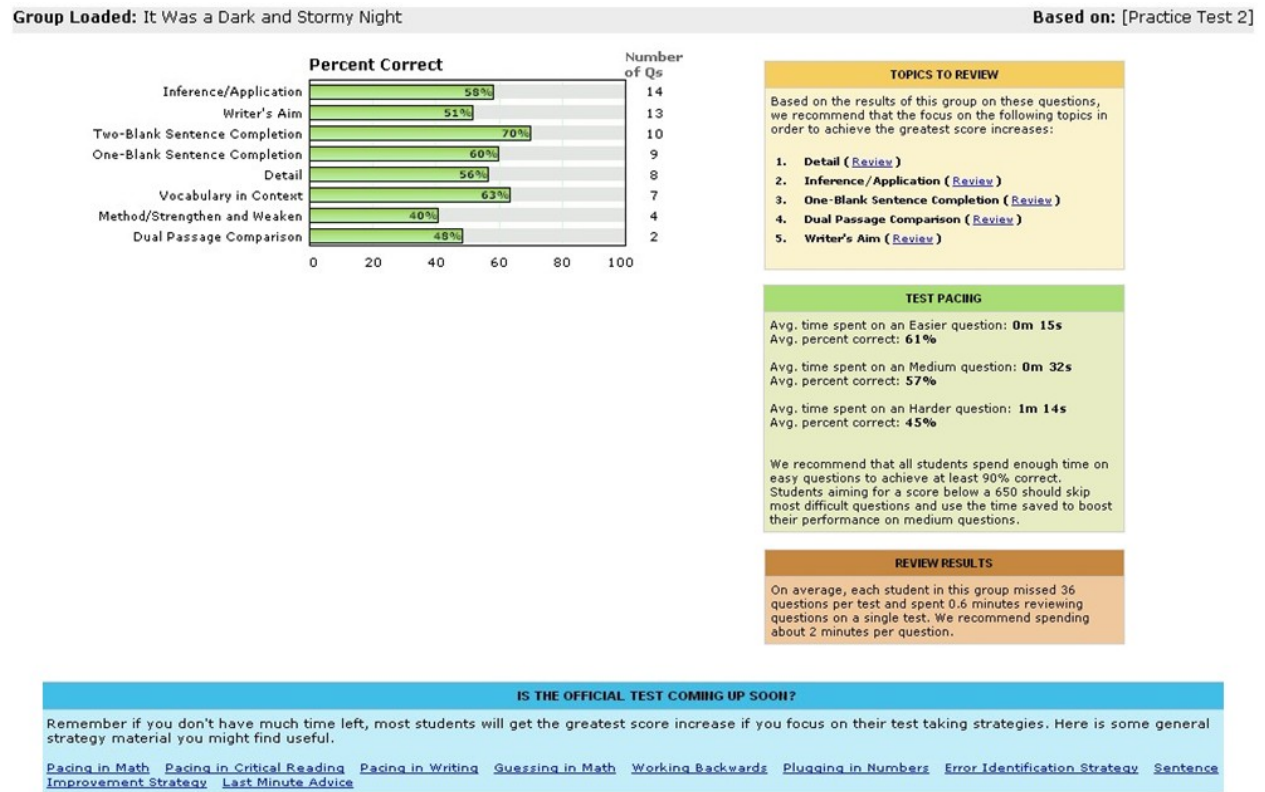 Group Loaded: It Was a Dark and Stormy Night
Based on: [Practice Test 2]
Percent Correct
Number
of Qs
Inference/Application 58% 14
Writer's Aim 51% 13
Two-Blank Sentence Completion 70% 10
One-Blank Sentence Completion 60% 9
Detail 56% 8
Vocabulary in Context 63% 7
Method/Strengthen and Weaken 40% 4
Dual Passage Comparison 48% 2
0 20 40 60 80 100
TOPICS TO REVIEW
Based on the results of this group on these questions,
we recommend that the focus on the following topics in
order to achieve the greatest score increases:
1. Detail ( Review )
2. Inference/Application ( Review )
3. One-Blank Sentence Completion ( Review )
4. Dual Passage Comparison ( Review )
5. Writer's Aim ( Review )
TEST PACING
Avg. time spent on an Easier question: 0m 15s
Avg. percent correct: 61%
Avg. time spent on an Medium question: 0m 32s
Avg. percent correct: 57%
Avg. time spent on an Harder question: 1m 14s
Avg. percent correct: 45%
We recommend that all students spend enough time on
easy questions to achieve at least 90% correct.
Students aiming for a score below a 650 should skip
most difficult questions and use the time saved to boost
their performance on medium questions.
REVIEW RESULTS
On average, each student in this group missed 36
questions per test and spent 0.6 minutes reviewing
questions on a single test. We recommend spending
about 2 minutes per question.
IS THE OFFICIAL TEST COMING UP SOON?
Remember if you don't have much time left, most students will get the greatest score increase if you focus on their test taking strategies. Here is some general
strategy material you might find useful.
Pacing in Math Pacing in Critical Reading Pacing in Writing Guessing in Math Working Backwards Plugging in Numbers Error Identification Strategy Sentence
Improvement Strategy Last Minute Advice